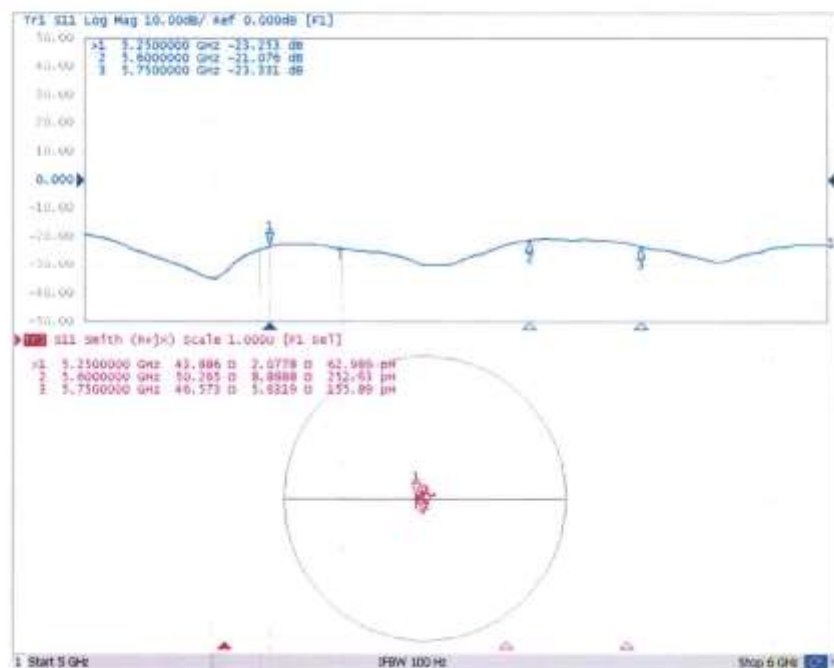 Tr1 S11 Log Mag 10.00dB/ Ref 0.000dB [F1]
50.00
>1 5.2500000 GHz -23.253 dB
2 5.6000000 GHz -21.076 dB
3 5.7500000 GHz -23.331 dB
40.00
30.00
20.00
10.00
0.000
-10.00
-20.00
-30.00
-40.00
-50.00
1
2
3
S11 Smith (R+jX) Scale 1.000U [F1 Del]
>1 5.2500000 GHz 43.886 Ω 2.0778 Ω 62.986 pH
2 5.6000000 GHz 50.265 Ω 8.8988 Ω
3 5.7500000 GHz 46.573 Ω 5.6319 Ω 155.89 pH
1 Start 5 GHz IFBW 100 Hz Stop 6 GHz